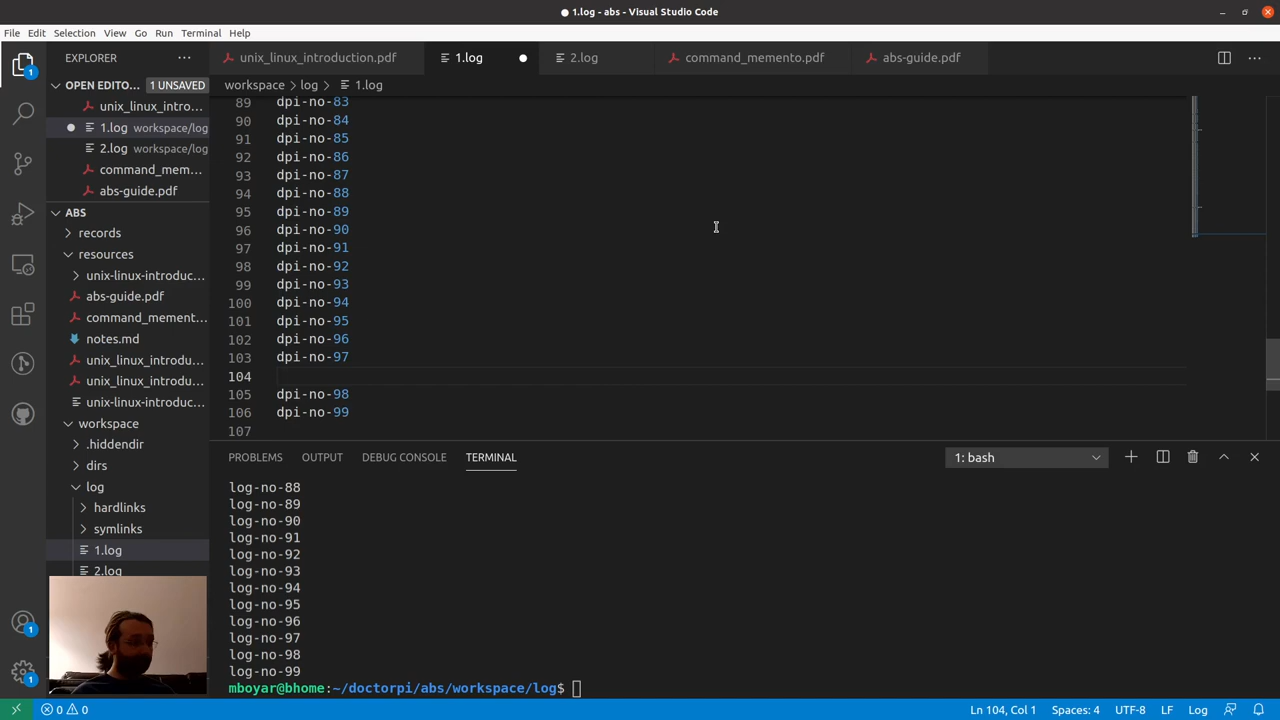 1.log - abs - Visual Studio Code
File Edit Selection View Go Run Terminal Help
EXPLORER
unix_linux_introduction.pdf
1.log
2.log
command_memento.pdf
abs-guide.pdf
OPEN EDITO...
1 UNSAVED
unix_linux_intro...
1.log workspace/log
2.log workspace/log
command_mem...
abs-guide.pdf
ABS
records
resources
unix-linux-introduc...
abs-guide.pdf
command_mement...
notes.md
unix_linux_introdu...
unix_linux_introdu...
unix-linux-introduc...
workspace
.hiddendir
dirs
log
hardlinks
symlinks
1.log
2.log
1
1
1
workspace > log > 1.log
89 dpi-no-83
90 dpi-no-84
91 dpi-no-85
92 dpi-no-86
93 dpi-no-87
94 dpi-no-88
95 dpi-no-89
96 dpi-no-90
97 dpi-no-91
98 dpi-no-92
99 dpi-no-93
100 dpi-no-94
101 dpi-no-95
102 dpi-no-96
103 dpi-no-97
104
105 dpi-no-98
106 dpi-no-99
107
PROBLEMS OUTPUT DEBUG CONSOLE TERMINAL
1: bash
log-no-88
log-no-89
log-no-90
log-no-91
log-no-92
log-no-93
log-no-94
log-no-95
log-no-96
log-no-97
log-no-98
log-no-99
mboyar@bhome:~/doctorpi/abs/workspace/log$
0 0
Ln 104, Col 1
Spaces: 4
UTF-8
LF
Log